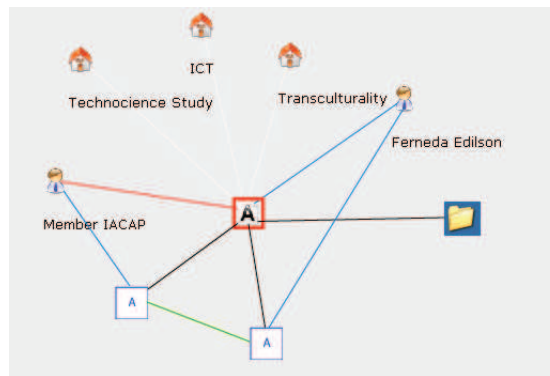 ICT
Technocience Study
Transculturality
Ferneda Edilson
Member IACAP
A
A
A